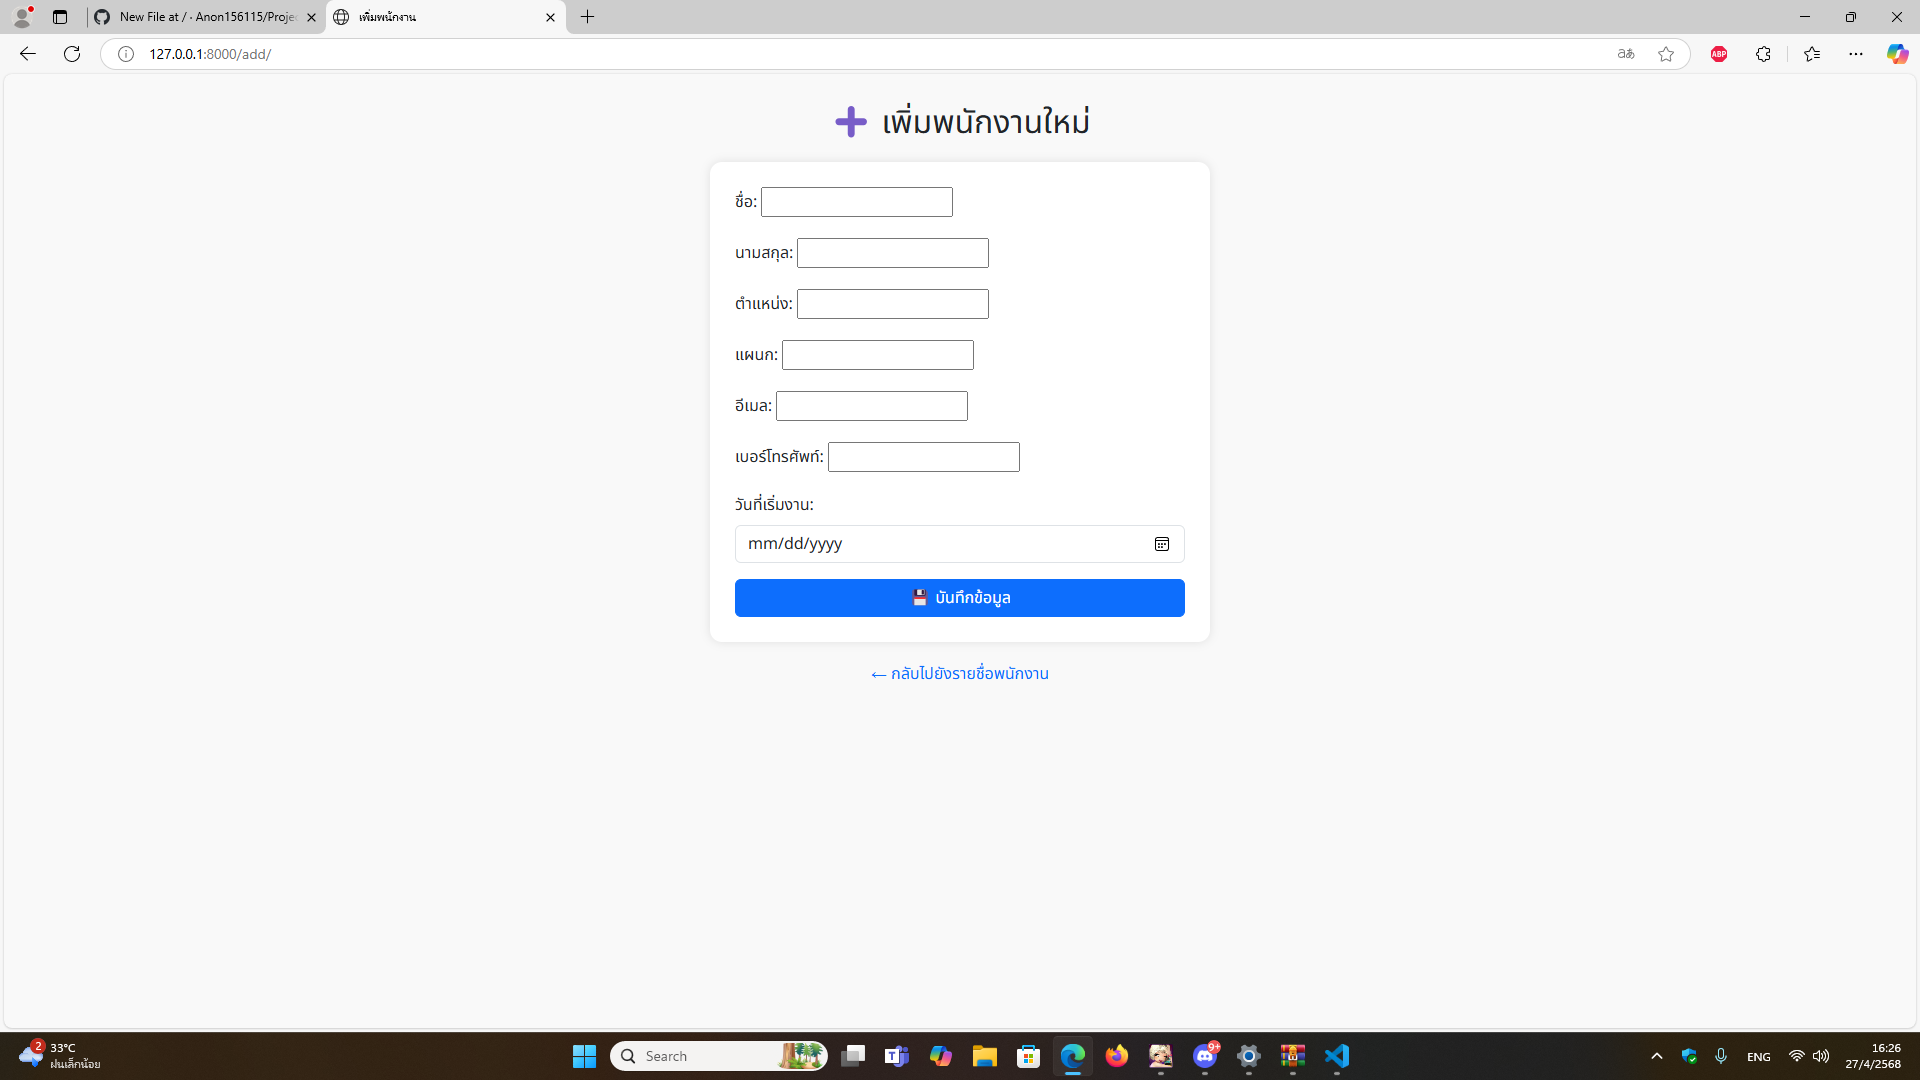 New File at / · Anon156115/Proje
เพิ่มพนักงาน
127.0.0.1:8000/add/
aあ
ABP
เพิ่มพนักงานใหม่
ชื่อ:
นามสกุล:
ตำแหน่ง:
แผนก:
อีเมล:
เบอร์โทรศัพท์:
วันที่เริ่มงาน:
mm/dd/yyyy
บันทึกข้อมูล
← กลับไปยังรายชื่อพนักงาน
2
33°C
ฝนเล็กน้อย
Search
9+
ENG
16:26
27/4/2568